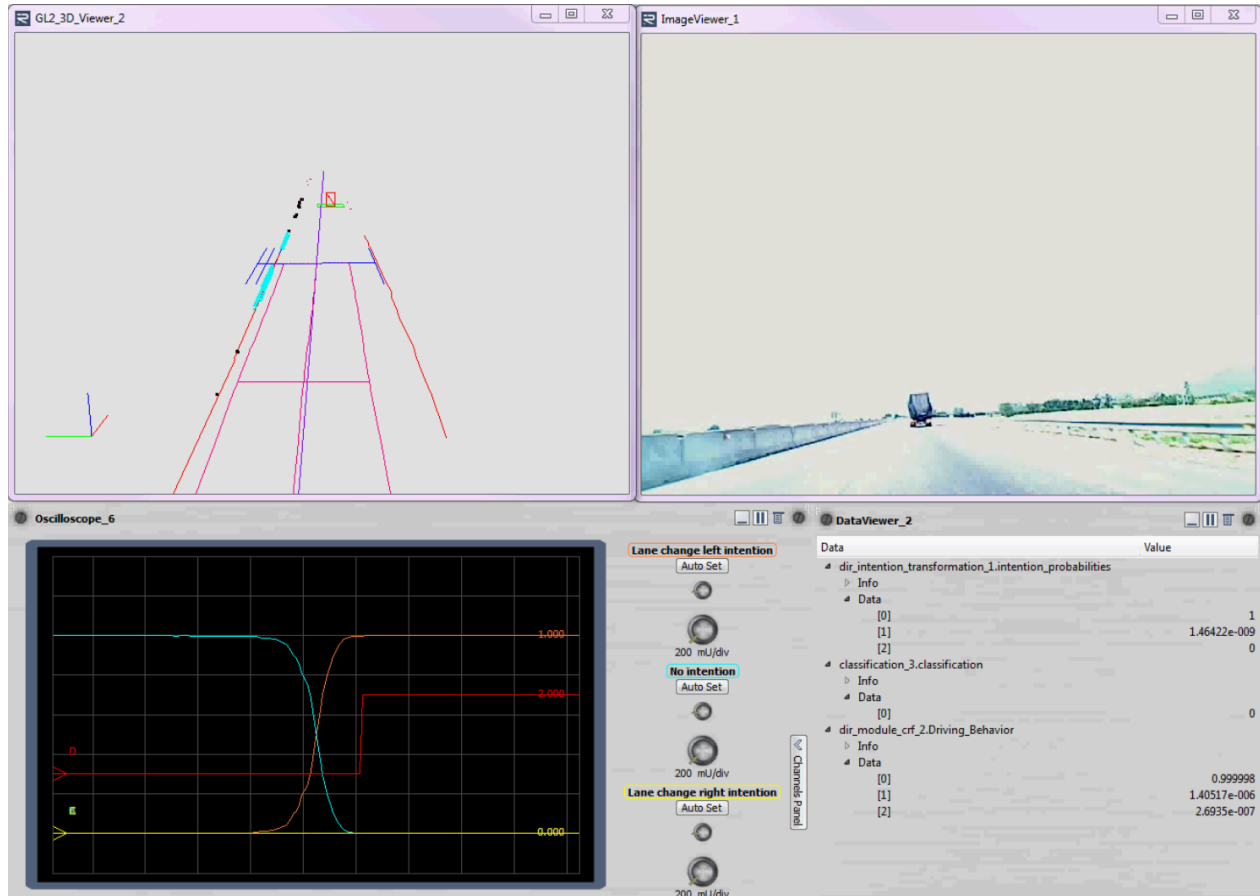 GL2_3D_Viewer_2
ImageViewer_1
Oscilloscope_6
1.000
2.000
D
0.000
Lane change left intention
Auto Set
200 mU/div
No intention
Auto Set
200 mU/div
Lane change right intention
Auto Set
200 mU/div
Channels Panel
DataViewer_2
Data Value
dir_intention_transformation_1.intention_probabilities
Info
Data
[0] 1
[1] 1.46422e-009
[2] 0
classification_3.classification
Info
Data
[0] 0
dir_module_crf_2.Driving_Behavior
Info
Data
[0] 0.999998
[1] 1.40517e-006
[2] 2.6935e-007